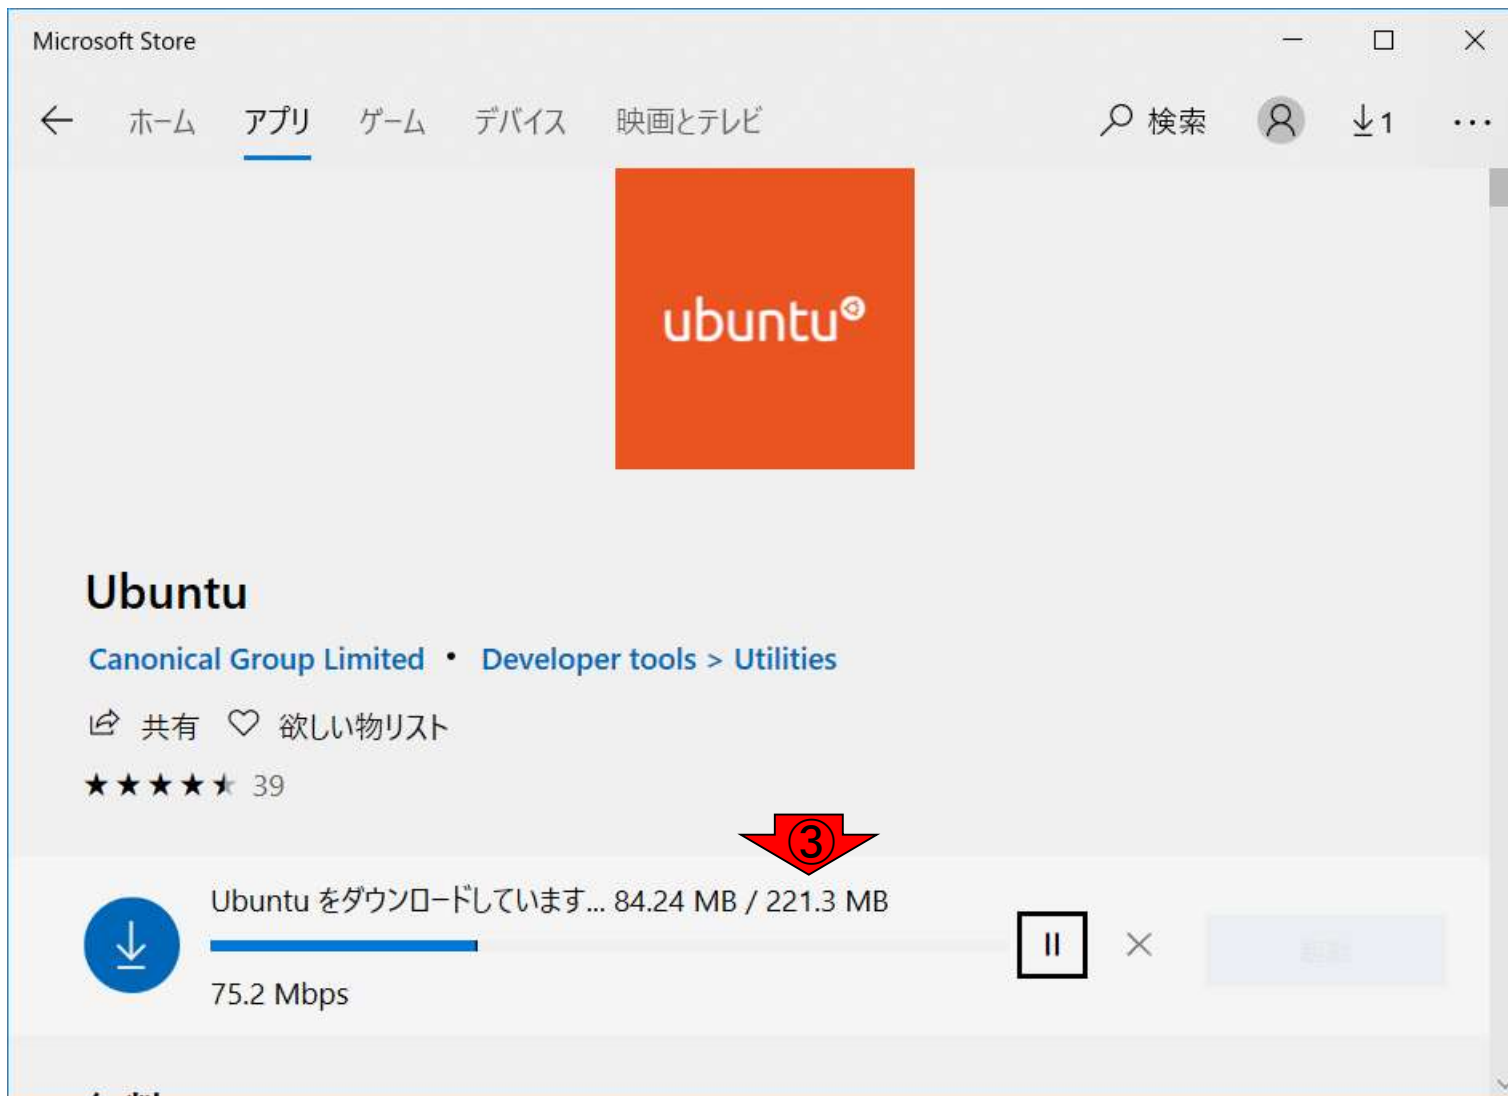 Microsoft Store
ホーム アプリ ゲーム デバイス 映画とテレビ 検索 1
ubuntu
Ubuntu
Canonical Group Limited • Developer tools > Utilities
共有 欲しい物リスト
39
③
Ubuntu をダウンロードしています... 84.24 MB / 221.3 MB
75.2 Mbps